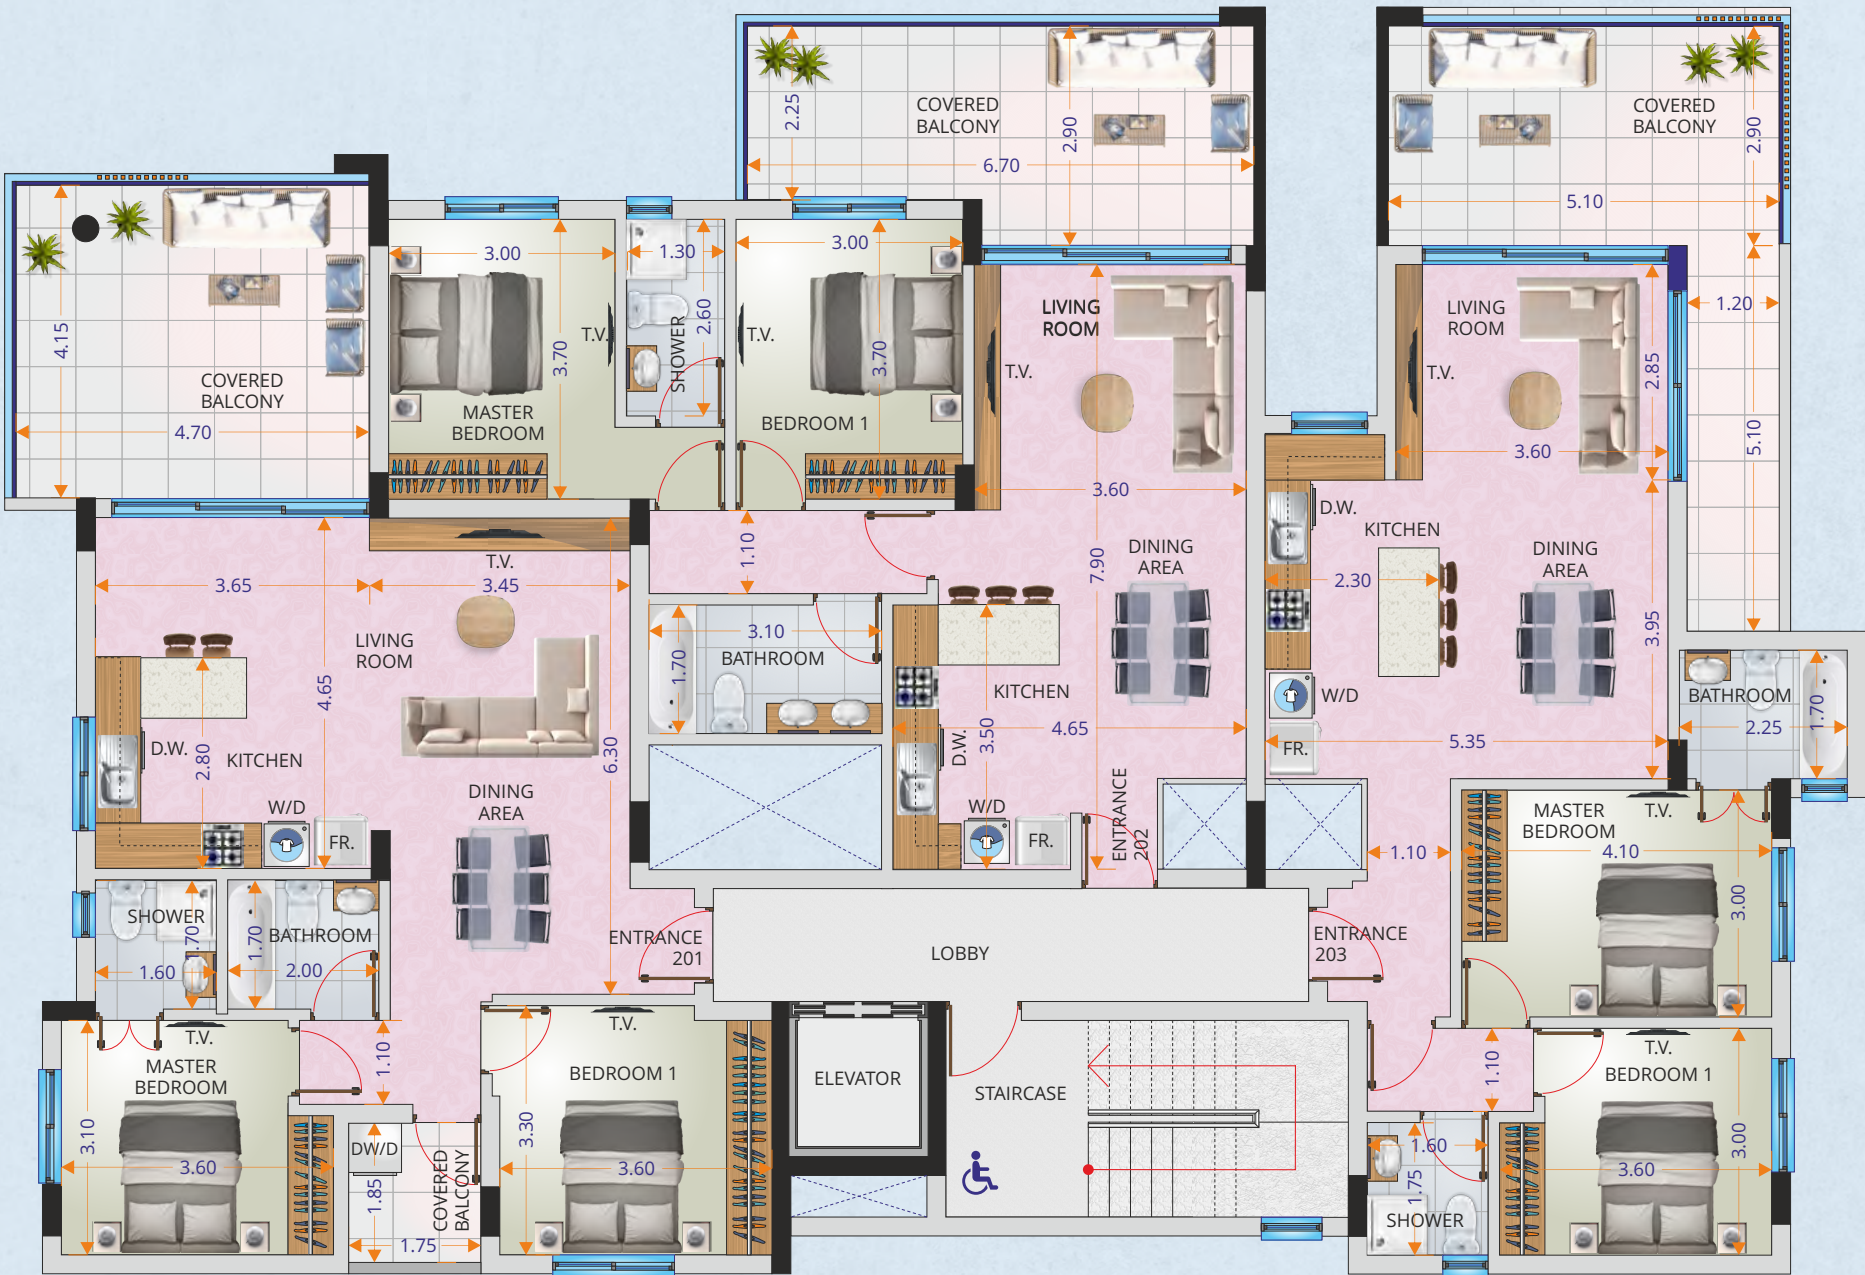 COVERED
BALCONY
2.25
2.90
6.70
COVERED
BALCONY
2.90
5.10
4.15
COVERED
BALCONY
4.70
3.00
3.70
T.V.
MASTER
BEDROOM
1.30
2.60
SHOWER
3.00
T.V.
3.70
BEDROOM 1
LIVING
ROOM
T.V.
3.60
7.90
DINING
AREA
LIVING
ROOM
T.V.
2.85
3.60
1.20
5.10
D.W.
KITCHEN
2.30
DINING
AREA
3.95
W/D
FR.
5.35
BATHROOM
2.25
1.70
T.V.
3.65
3.45
LIVING
ROOM
4.65
6.30
D.W.
2.80
KITCHEN
W/D
FR.
DINING
AREA
1.10
3.10
BATHROOM
1.70
KITCHEN
4.65
D.W.
3.50
W/D
FR.
ENTRANCE
202
SHOWER
1.70
1.60
1.70
BATHROOM
2.00
ENTRANCE
201
LOBBY
ENTRANCE
203
1.10
MASTER
BEDROOM
T.V.
4.10
3.00
T.V.
MASTER
BEDROOM
3.10
3.60
1.10
DW/D
1.85
COVERED
BALCONY
1.75
T.V.
BEDROOM 1
3.30
3.60
ELEVATOR
STAIRCASE
1.10
T.V.
BEDROOM 1
3.00
3.60
1.60
1.75
SHOWER